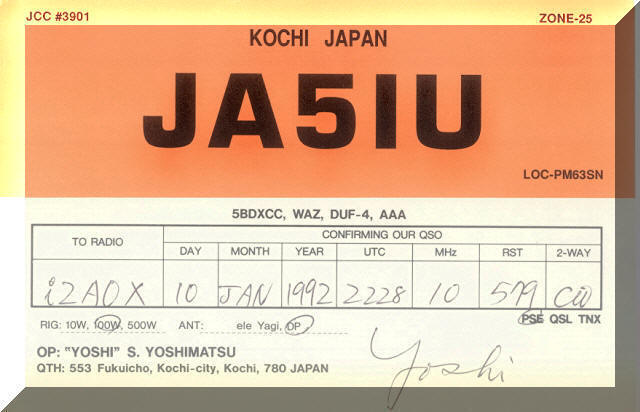 JCC #3901 ZONE-25
KOCHI JAPAN
JA5IU
LOC-PM63SN
5BDXCC, WAZ, DUF-4, AAA
TO RADIO CONFIRMING OUR QSO
DAY MONTH YEAR UTC MHz RST 2-WAY
i2AOX 10 JAN 1992 2228 10 579 CW
RIG: 10W, 100W, 500W ANT: ele Yagi, DP PSE QSL TNX
OP: "YOSHI" S. YOSHIMATSU
QTH: 553 Fukuicho, Kochi-city, Kochi, 780 JAPAN
Yoshi